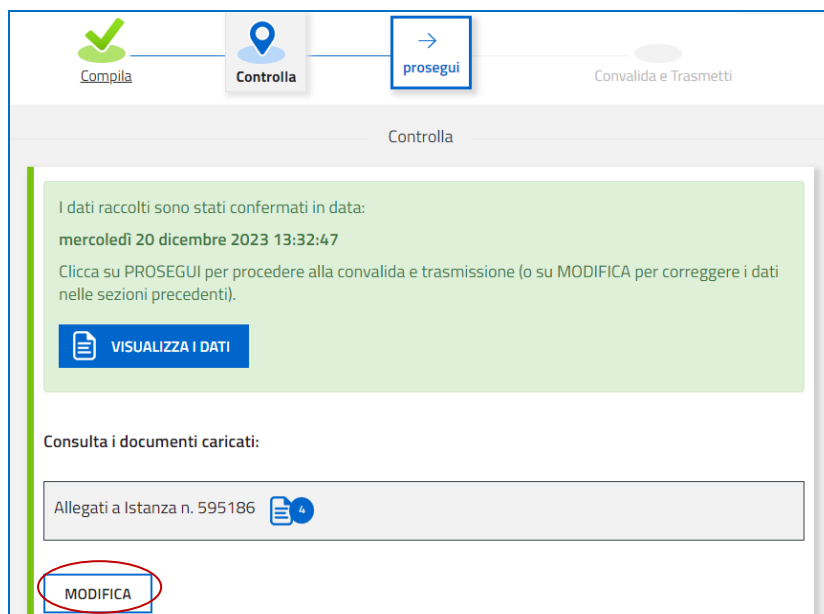 Compila
Controlla
prosegui
Convalida e Trasmetti
Controlla
I dati raccolti sono stati confermati in data:
mercoledì 20 dicembre 2023 13:32:47
Clicca su PROSEGUI per procedere alla convalida e trasmissione (o su MODIFICA per correggere i dati
nelle sezioni precedenti).
VISUALIZZA I DATI
Consulta i documenti caricati:
Allegati a Istanza n. 595186 4
MODIFICA